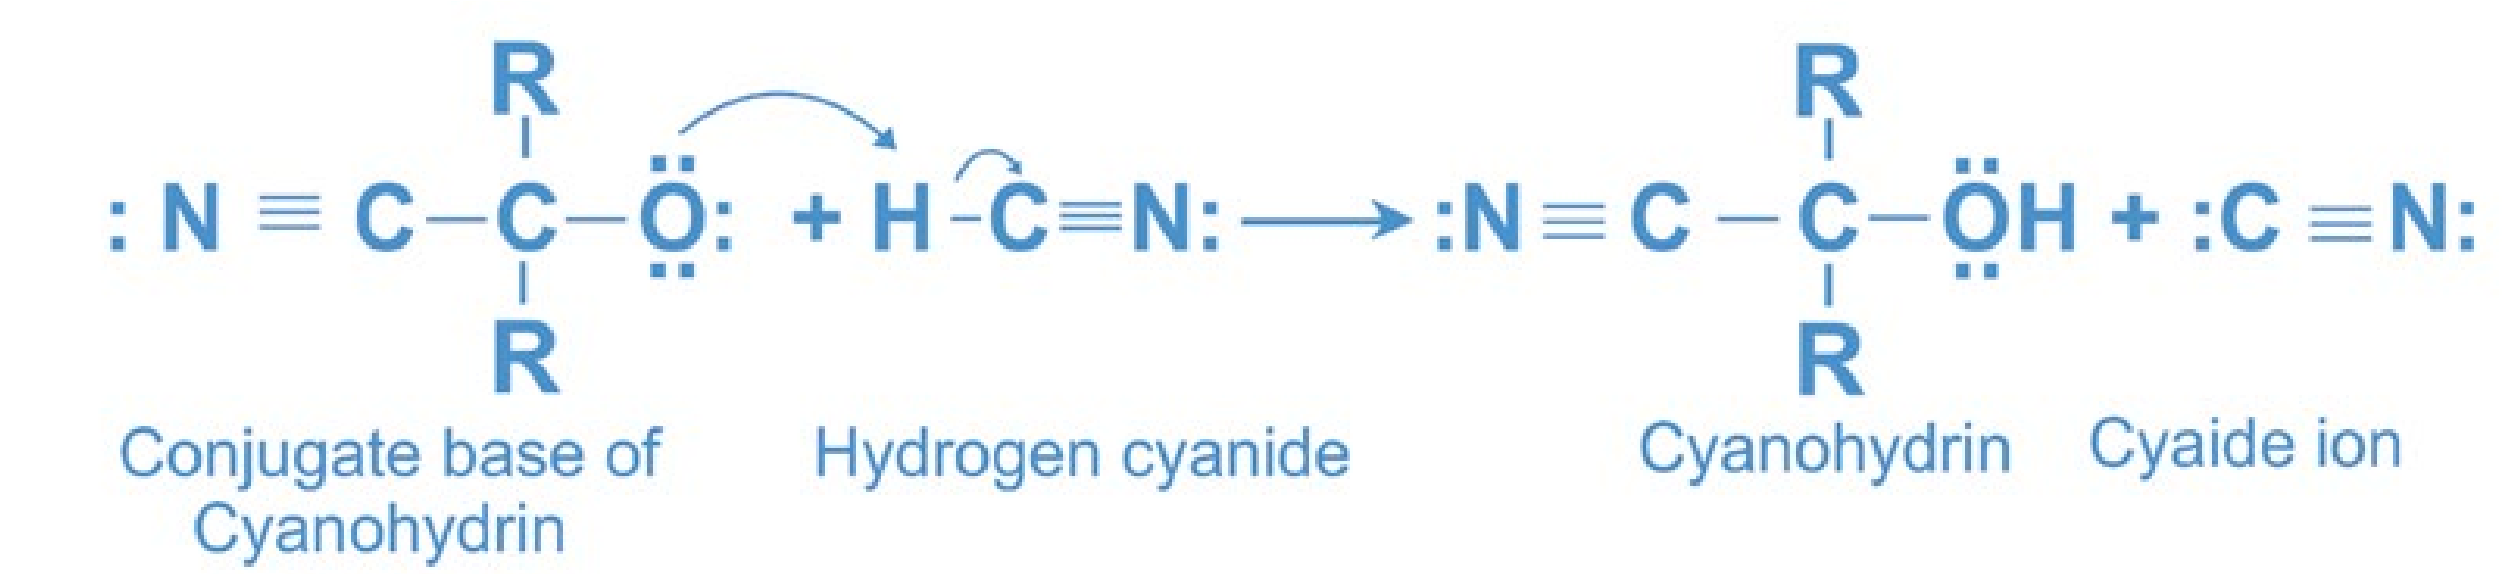 R R
: N ≡ C – C – Ö: + H – C ≡ N: → :N ≡ C – C – ÖH + :C ≡ N:
R R
Conjugate base of Hydrogen cyanide Cyanohydrin Cyaide ion
Cyanohydrin